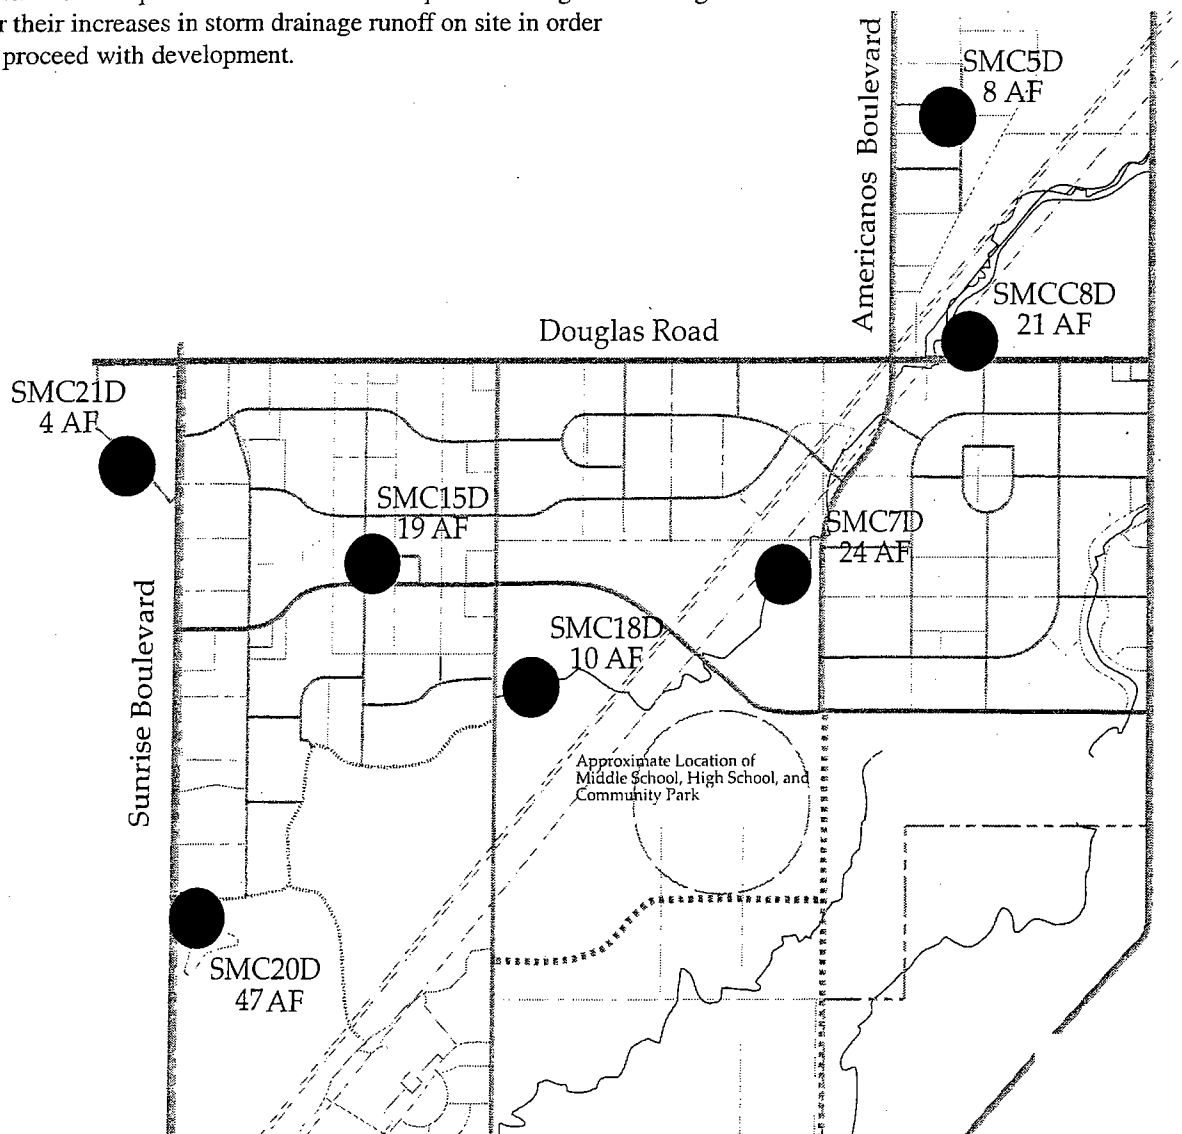 their increases in storm drainage runoff on site in order
proceed with development.
Americanos Boulevard
SMC5D
8 AF
SMCC8D
21 AF
Douglas Road
SMC21D
4 AF
SMC15D
19 AF
SMC7D
24 AF
SMC18D
10 AF
Sunrise Boulevard
Approximate Location of
Middle School, High School, and
Community Park
SMC20D
47 AF